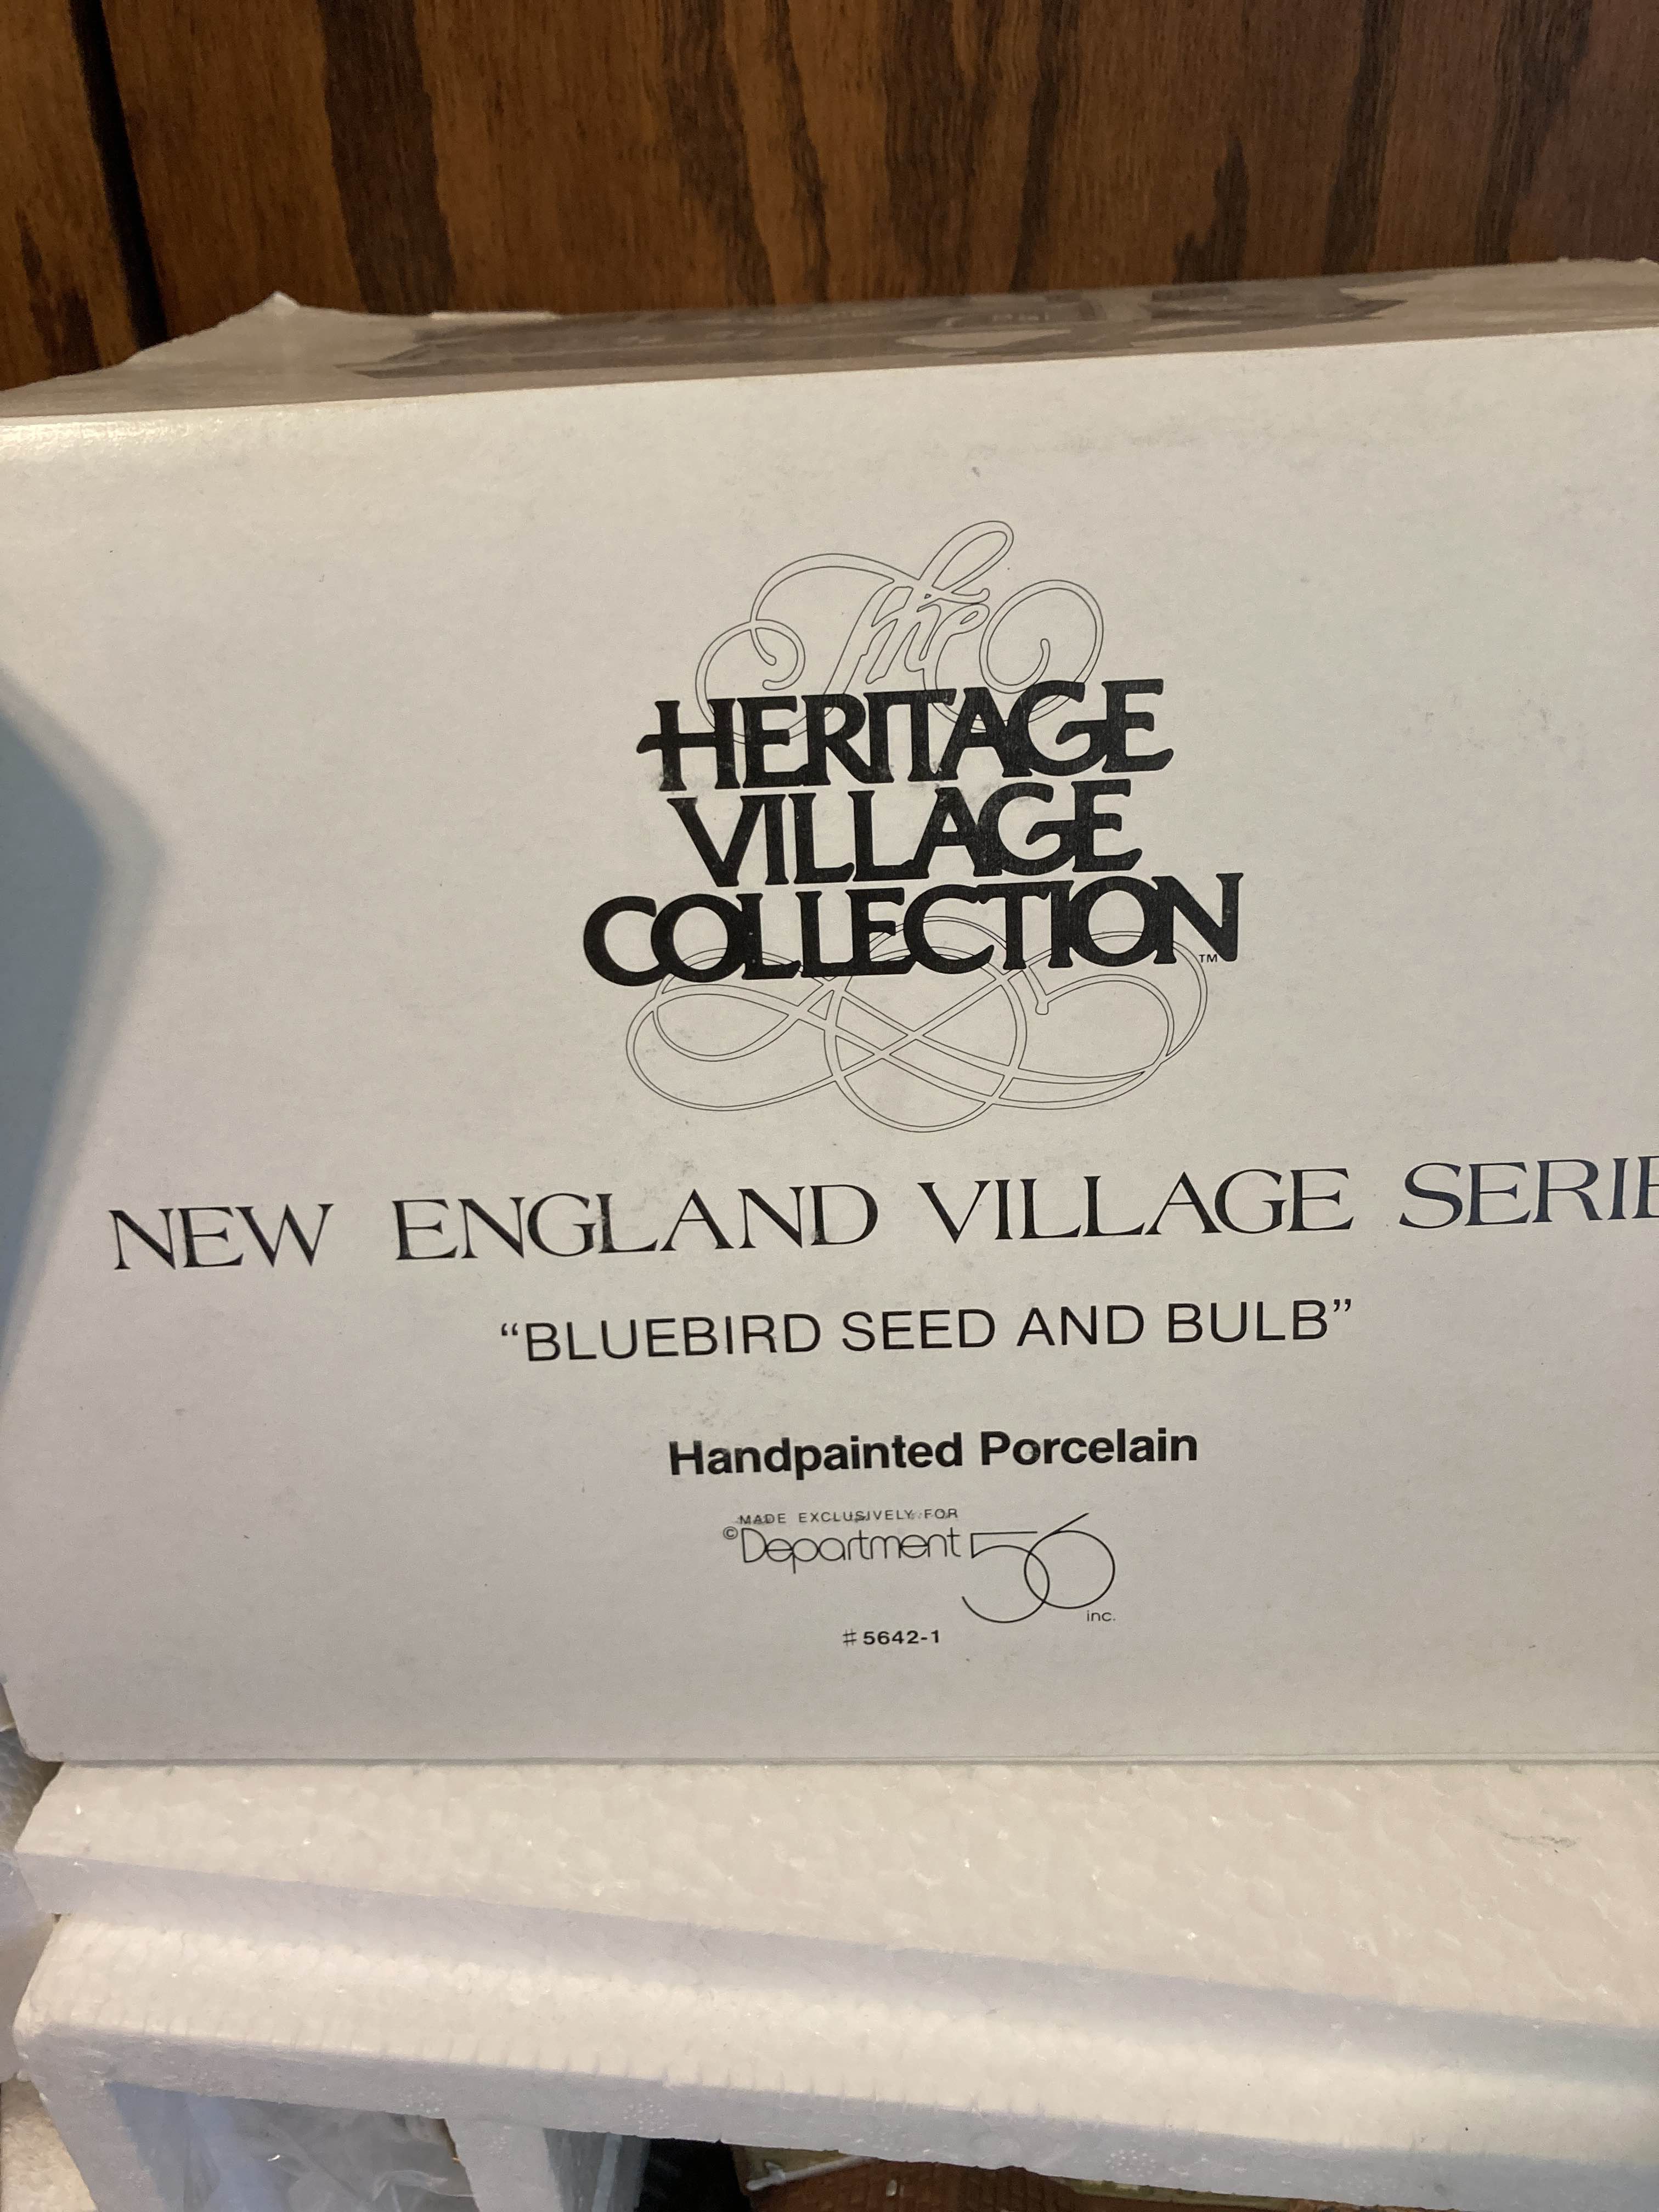 The
HERITAGE
VILLAGE
COLLECTION™
NEW ENGLAND VILLAGE SERIE
“BLUEBIRD SEED AND BULB”
Handpainted Porcelain
MADE EXCLUSIVELY FOR
©Department 56
inc.
#5642-1